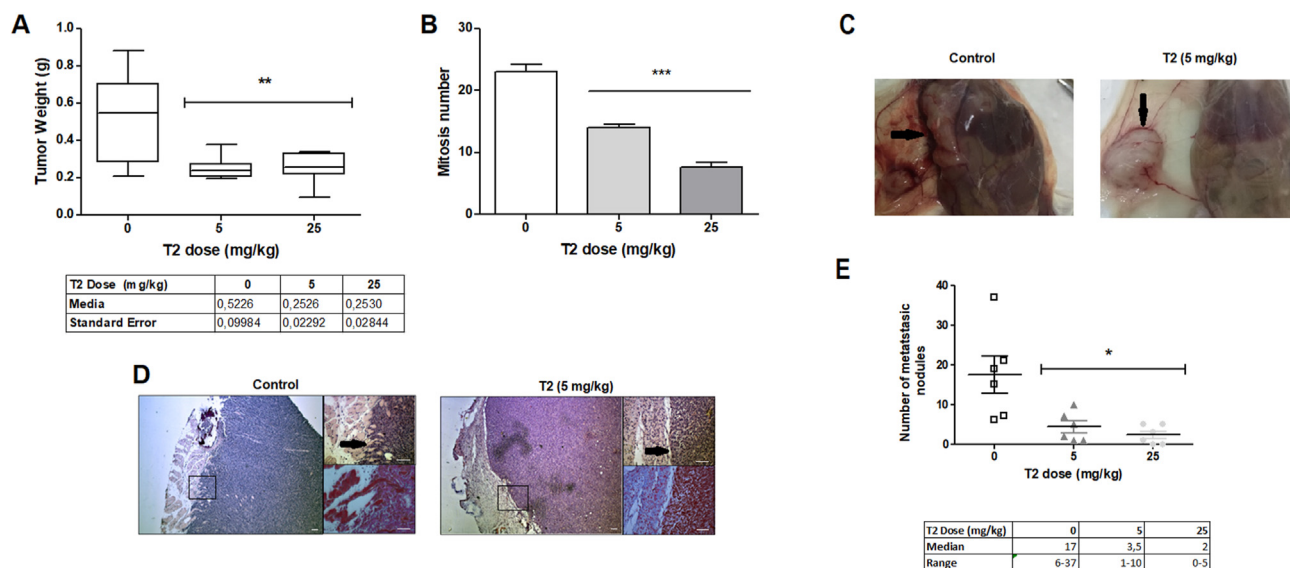 A
Tumor Weight (g)
1.0
0.8
0.6
0.4
0.2
0.0
**
0
5
25
T2 dose (mg/kg)
T2 Dose (mg/kg) 0 5 25
Media 0,5226 0,2526 0,2530
Standard Error 0,09984 0,02292 0,02844
B
Mitosis number
30
20
10
0
***
0
5
25
T2 dose (mg/kg)
C
Control
T2 (5 mg/kg)
D
Control
T2 (5 mg/kg)
E
Number of metatstasic
nodules
40
30
20
10
0
*
0
5
25
T2 dose (mg/kg)
T2 Dose (mg/kg) 0 5 25
Median 17 3,5 2
Range 6-37 1-10 0-5